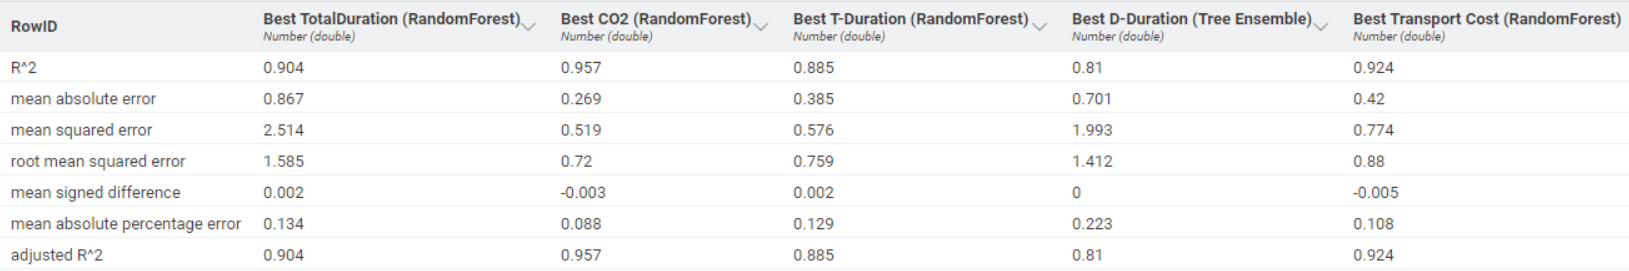 RowID Best TotalDuration (RandomForest) Best CO2 (RandomForest) Best T-Duration (RandomForest) Best D-Duration (Tree Ensemble) Best Transport Cost (RandomForest)
Number (double) Number (double) Number (double) Number (double) Number (double)
R^2 0.904 0.957 0.885 0.81 0.924
mean absolute error 0.867 0.269 0.385 0.701 0.42
mean squared error 2.514 0.519 0.576 1.993 0.774
root mean squared error 1.585 0.72 0.759 1.412 0.88
mean signed difference 0.002 -0.003 0.002 0 -0.005
mean absolute percentage error 0.134 0.088 0.129 0.223 0.108
adjusted R^2 0.904 0.957 0.885 0.81 0.924